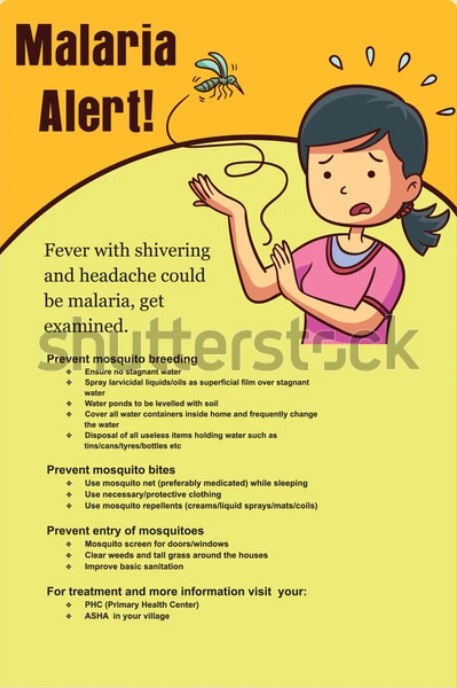 Malaria
Alert!
Fever with shivering
and headache could
be malaria, get
examined.
shutterstock
Prevent mosquito breeding
❖ Ensure no stagnant water
❖ Spray larvicidal liquids/oils as superficial film over stagnant
water
❖ Water ponds to be levelled with soil
❖ Cover all water containers inside home and frequently change
the water
❖ Disposal of all useless items holding water such as
tins/cans/tyres/bottles etc
Prevent mosquito bites
❖ Use mosquito net (preferably medicated) while sleeping
❖ Use necessary/protective clothing
❖ Use mosquito repellents (creams/liquid sprays/mats/coils)
Prevent entry of mosquitoes
❖ Mosquito screen for doors/windows
❖ Clear weeds and tall grass around the houses
❖ Improve basic sanitation
For treatment and more information visit your:
❖ PHC (Primary Health Center)
❖ ASHA in your village